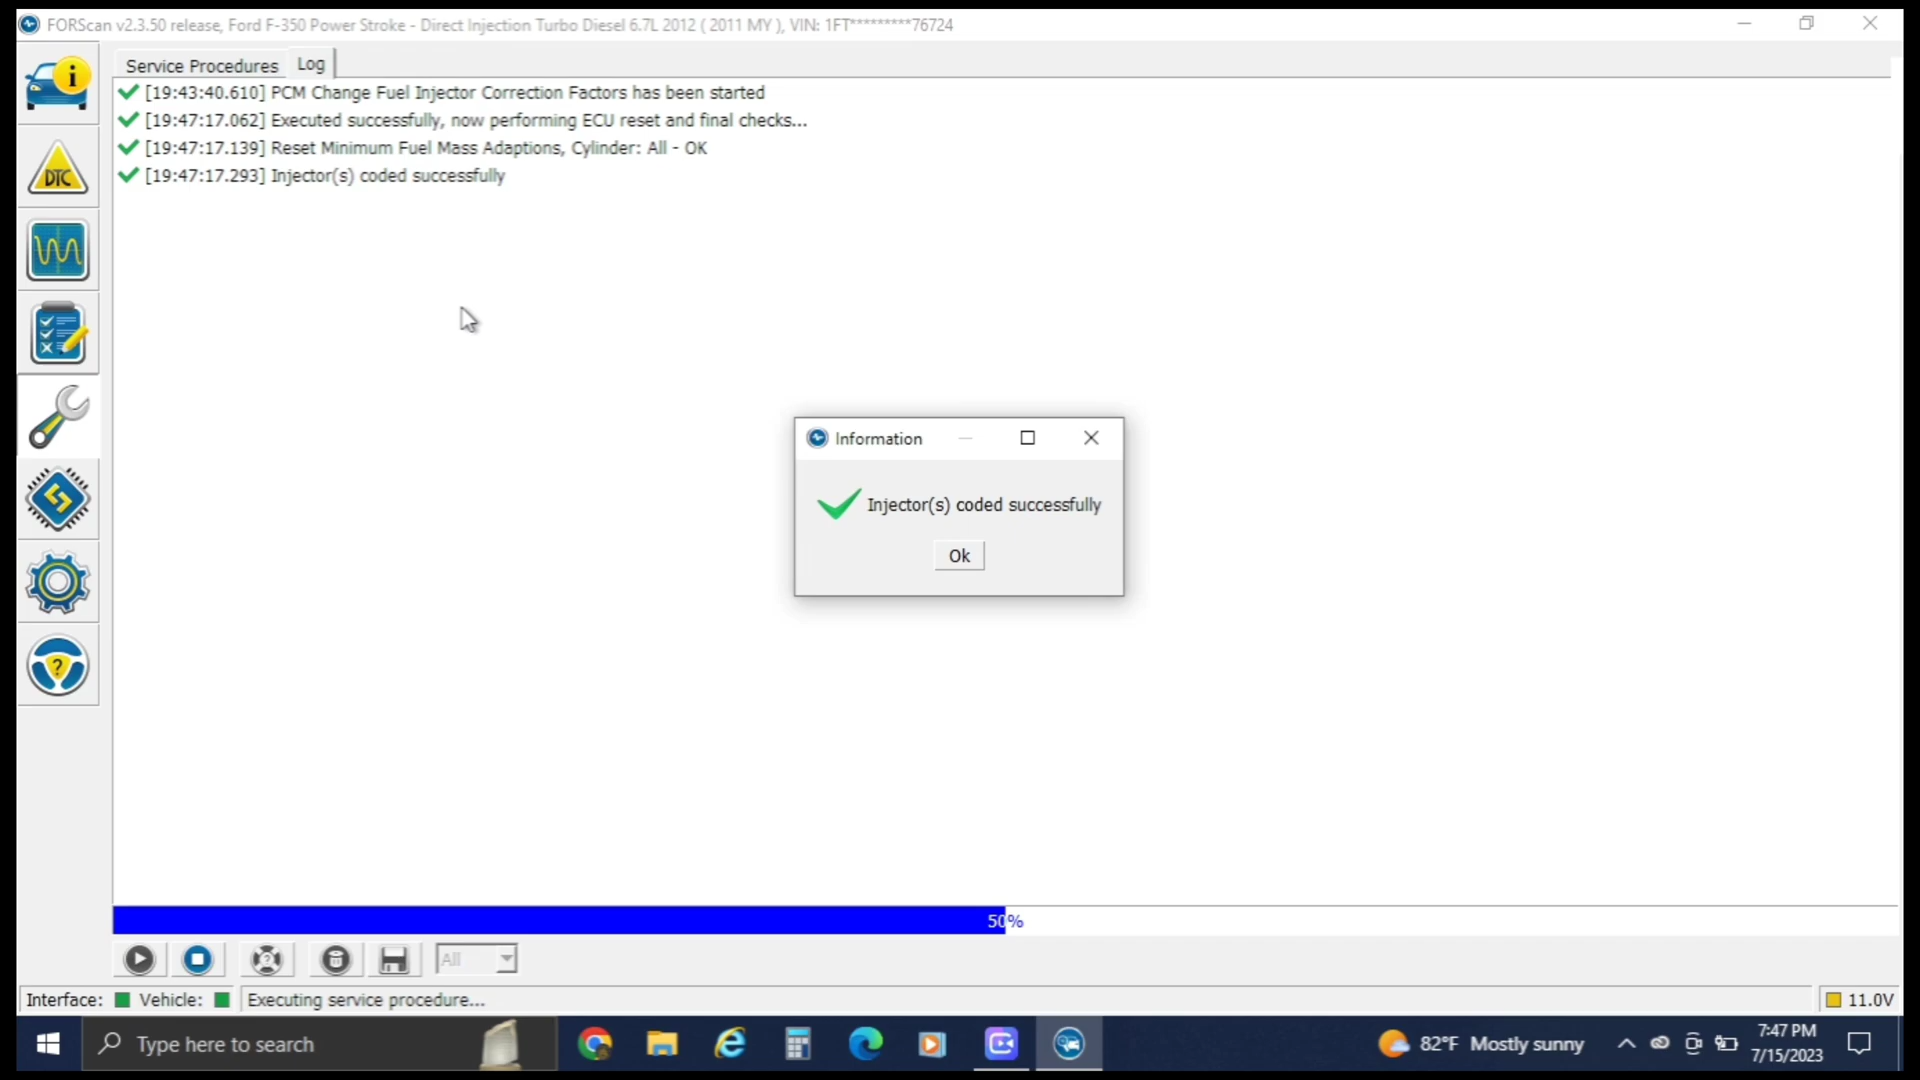 FORScan v2.3.50 release, Ford F-350 Power Stroke - Direct Injection Turbo Diesel 6.7L 2012 ( 2011 MY ), VIN: 1FT*********76724
Service Procedures Log
[19:43:40.610] PCM Change Fuel Injector Correction Factors has been started
[19:47:17.062] Executed successfully, now performing ECU reset and final checks...
[19:47:17.139] Reset Minimum Fuel Mass Adaptions, Cylinder: All - OK
[19:47:17.293] Injector(s) coded successfully
i
DTC
?
Information
Injector(s) coded successfully
Ok
50%
All
Interface: Vehicle: Executing service procedure... 11.0V
Type here to search
82°F Mostly sunny
7:47 PM
7/15/2023